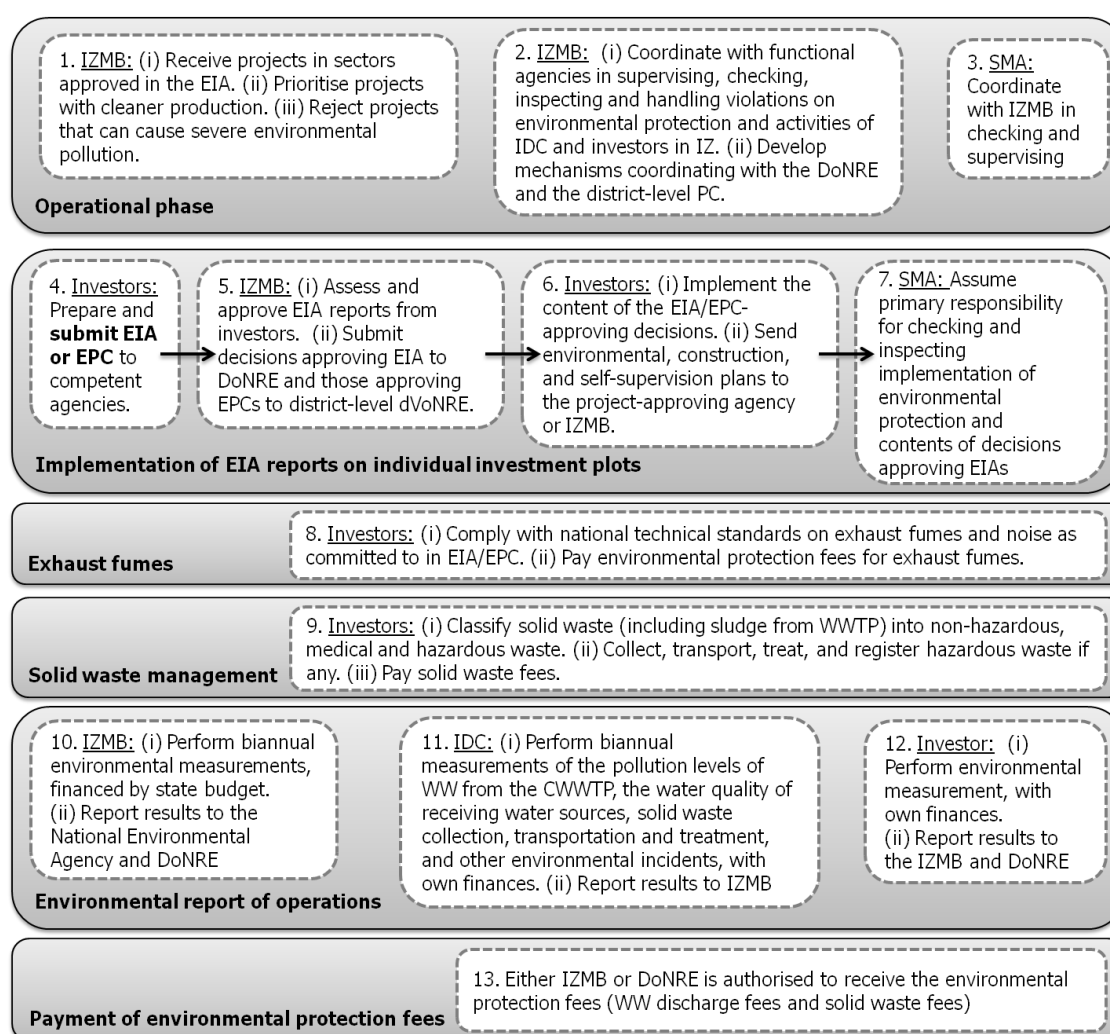 1. IZMB: (i) Receive projects in sectors
approved in the EIA. (ii) Prioritise projects
with cleaner production. (iii) Reject projects
that can cause severe environmental
pollution.
2. IZMB: (i) Coordinate with functional
agencies in supervising, checking,
inspecting and handling violations on
environmental protection and activities of
IDC and investors in IZ. (ii) Develop
mechanisms coordinating with the DoNRE
and the district-level PC.
3. SMA:
Coordinate
with IZMB in
checking and
supervising
Operational phase
4. Investors:
Prepare and
submit EIA
or EPC to
competent
agencies.
5. IZMB: (i) Assess and
approve EIA reports from
investors. (ii) Submit
decisions approving EIA to
DoNRE and those approving
EPCs to district-level dVoNRE.
6. Investors: (i) Implement the
content of the EIA/EPC-
approving decisions. (ii) Send
environmental, construction,
and self-supervision plans to
the project-approving agency
or IZMB.
7. SMA: Assume
primary responsibility
for checking and
inspecting
implementation of
environmental
protection and
contents of decisions
approving EIAs
Implementation of EIA reports on individual investment plots
8. Investors: (i) Comply with national technical standards on exhaust fumes and noise as
committed to in EIA/EPC. (ii) Pay environmental protection fees for exhaust fumes.
Exhaust fumes
9. Investors: (i) Classify solid waste (including sludge from WWTP) into non-hazardous,
medical and hazardous waste. (ii) Collect, transport, treat, and register hazardous waste if
any. (iii) Pay solid waste fees.
Solid waste management
10. IZMB: (i) Perform biannual
environmental measurements,
financed by state budget.
(ii) Report results to the
National Environmental
Agency and DoNRE
11. IDC: (i) Perform biannual
measurements of the pollution levels of
WW from the CWWTP, the water quality of
receiving water sources, solid waste
collection, transportation and treatment,
and other environmental incidents, with
own finances. (ii) Report results to IZMB
12. Investor: (i)
Perform environmental
measurement, with
own finances.
(ii) Report results to
the IZMB and DoNRE
Environmental report of operations
13. Either IZMB or DoNRE is authorised to receive the environmental
protection fees (WW discharge fees and solid waste fees)
Payment of environmental protection fees